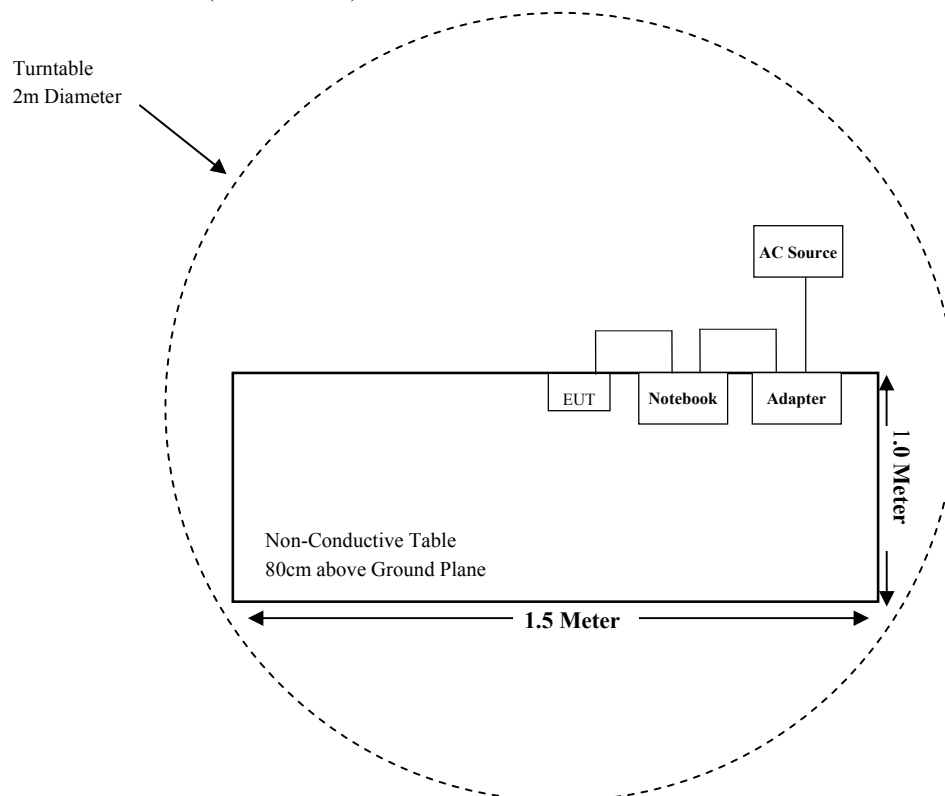 Turntable
2m Diameter
AC Source
EUT
Notebook
Adapter
1.0 Meter
Non-Conductive Table
80cm above Ground Plane
1.5 Meter